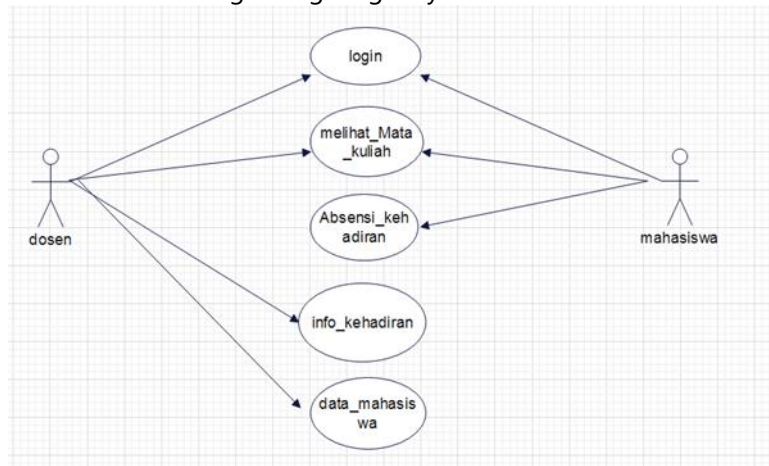 login
melihat_Mata
_kuliah
Absensi_keh
adiran
dosen
mahasiswa
info_kehadiran
data_mahasis
wa